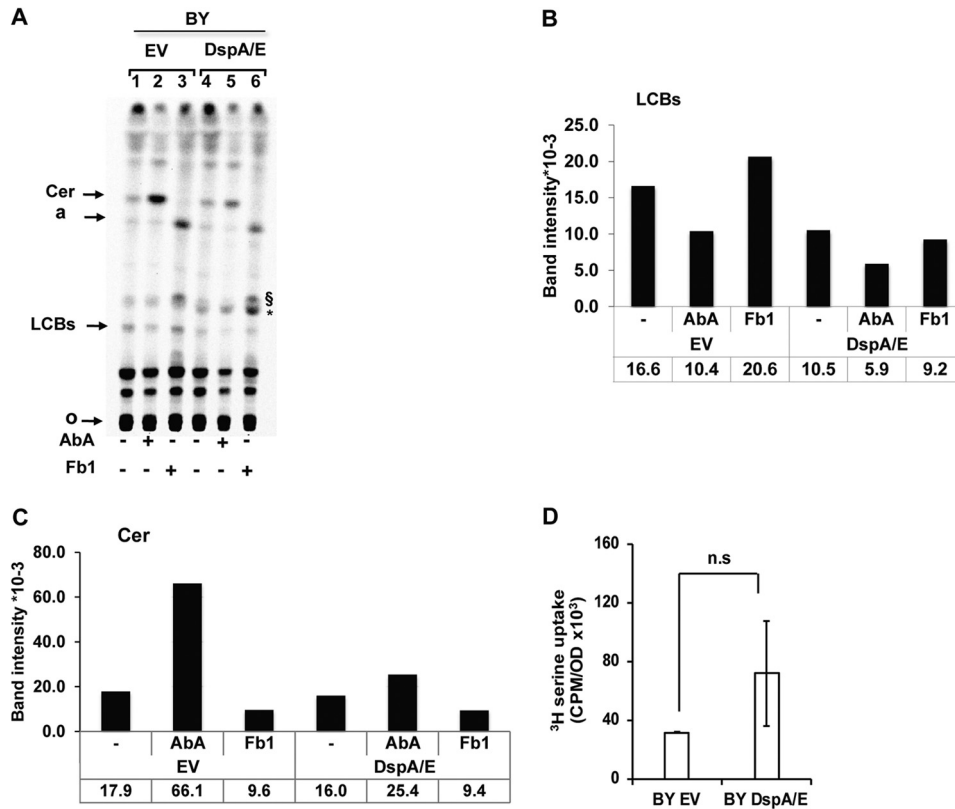 A
BY
EV DspA/E
1 2 3 4 5 6
Cer
a
§
*
LCBs
o
AbA - + - - + -
Fb1 - - + - - +
B
LCBs
Band intensity*10-3
25.0
20.0
15.0
10.0
5.0
0.0
- AbA Fb1 - AbA Fb1
EV DspA/E
16.6 10.4 20.6 10.5 5.9 9.2
C
Cer
Band intensity *10-3
80.0
60.0
40.0
20.0
0.0
- AbA Fb1 - AbA Fb1
EV DspA/E
17.9 66.1 9.6 16.0 25.4 9.4
D
³H serine uptake
(CPM/OD x10³)
160
120
80
40
0
n.s
BY EV BY DspA/E